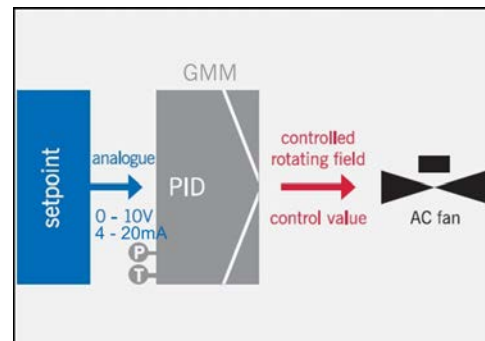 GMM
setpoint
analogue
0 - 10V
4 - 20mA
PID
P
T
controlled
rotating field
control value
AC fan